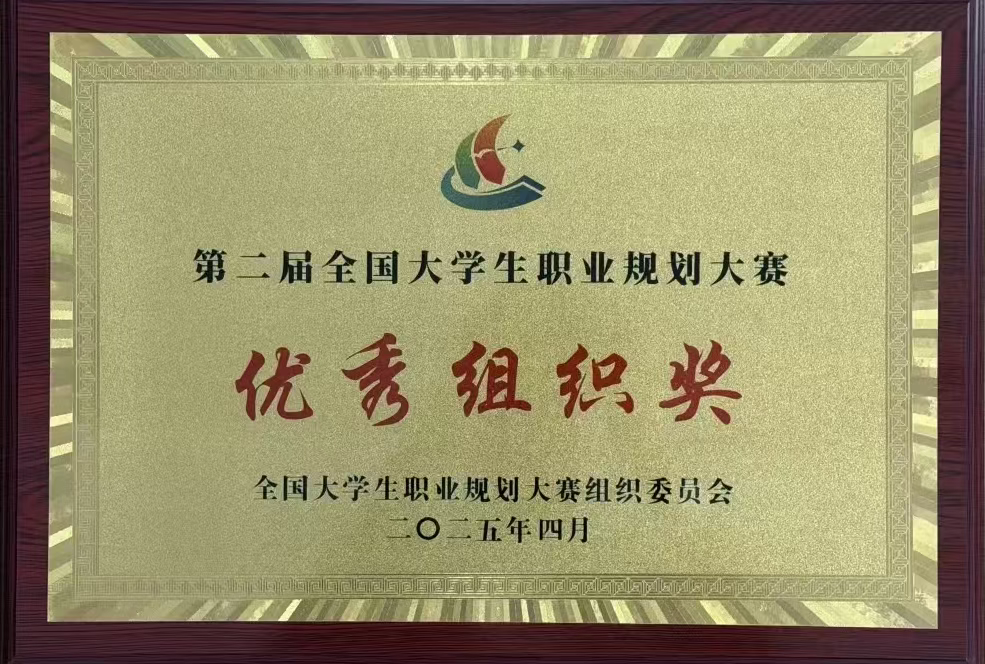 第二届全国大学生职业规划大赛
优秀组织奖
全国大学生职业规划大赛组织委员会
二〇二五年四月